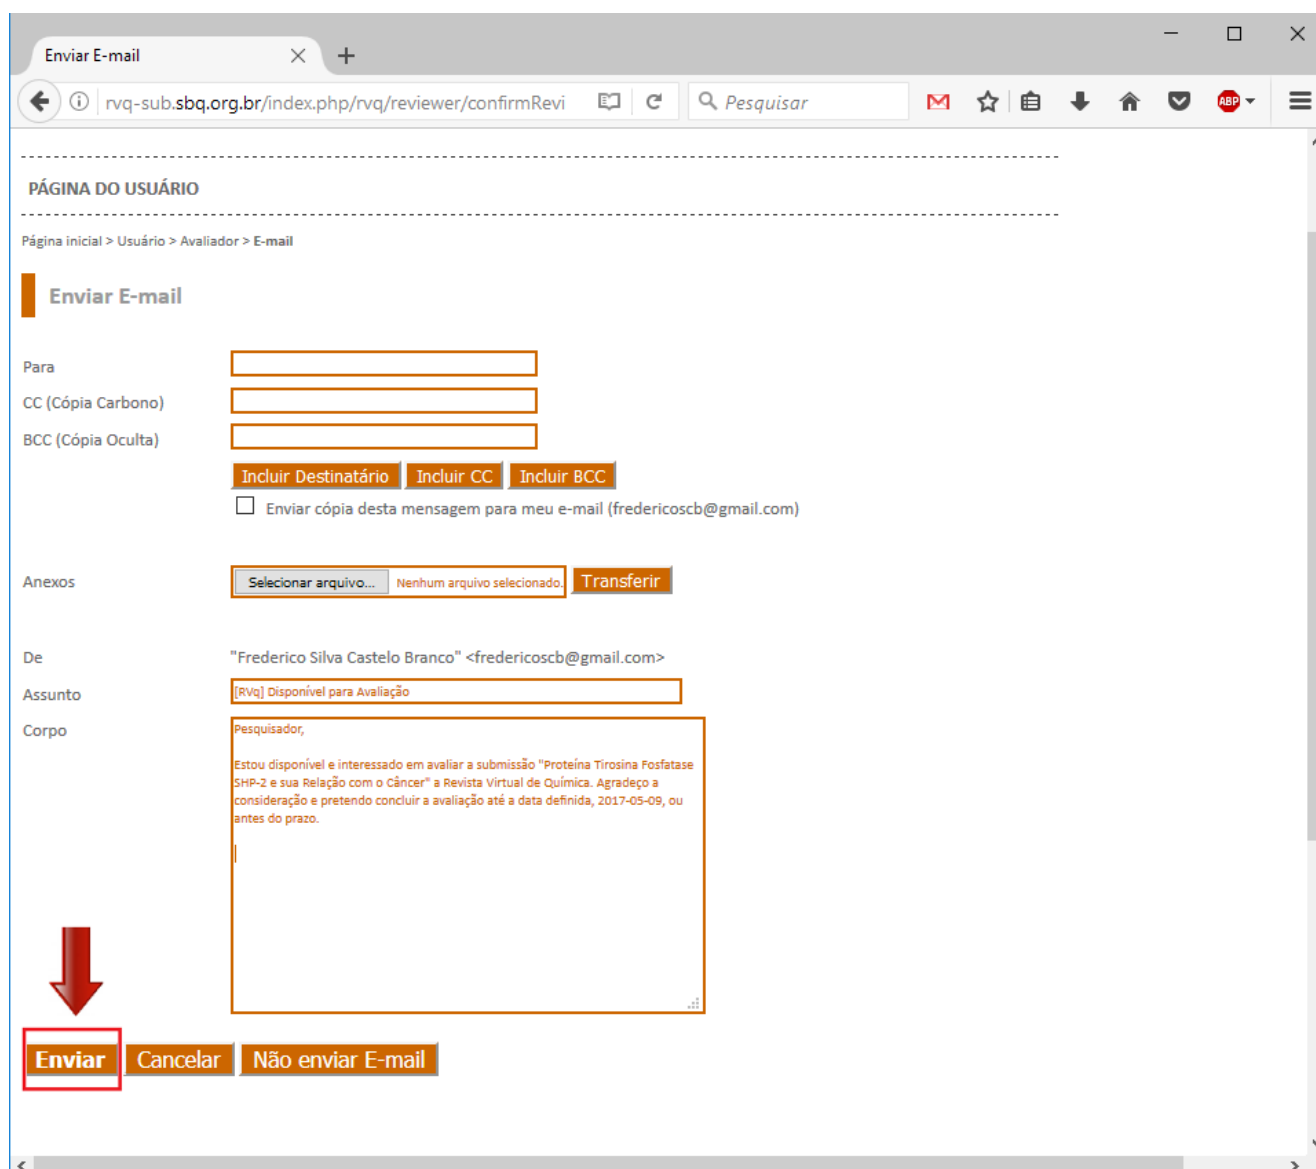 Enviar E-mail
rvq-sub.sbq.org.br/index.php/rvq/reviewer/confirmRevi
Pesquisar
ABP
PÁGINA DO USUÁRIO
Página inicial > Usuário > Avaliador > E-mail
Enviar E-mail
Para
CC (Cópia Carbono)
BCC (Cópia Oculta)
Incluir Destinatário Incluir CC Incluir BCC
Enviar cópia desta mensagem para meu e-mail (fredericoscb@gmail.com)
Anexos Selecionar arquivo... Nenhum arquivo selecionado. Transferir
De "Frederico Silva Castelo Branco" <fredericoscb@gmail.com>
Assunto [RVq] Disponível para Avaliação
Corpo Pesquisador,
Estou disponível e interessado em avaliar a submissão "Proteína Tirosina Fosfatase
SHP-2 e sua Relação com o Câncer" a Revista Virtual de Química. Agradeço a
consideração e pretendo concluir a avaliação até a data definida, 2017-05-09, ou
antes do prazo.
Enviar Cancelar Não enviar E-mail